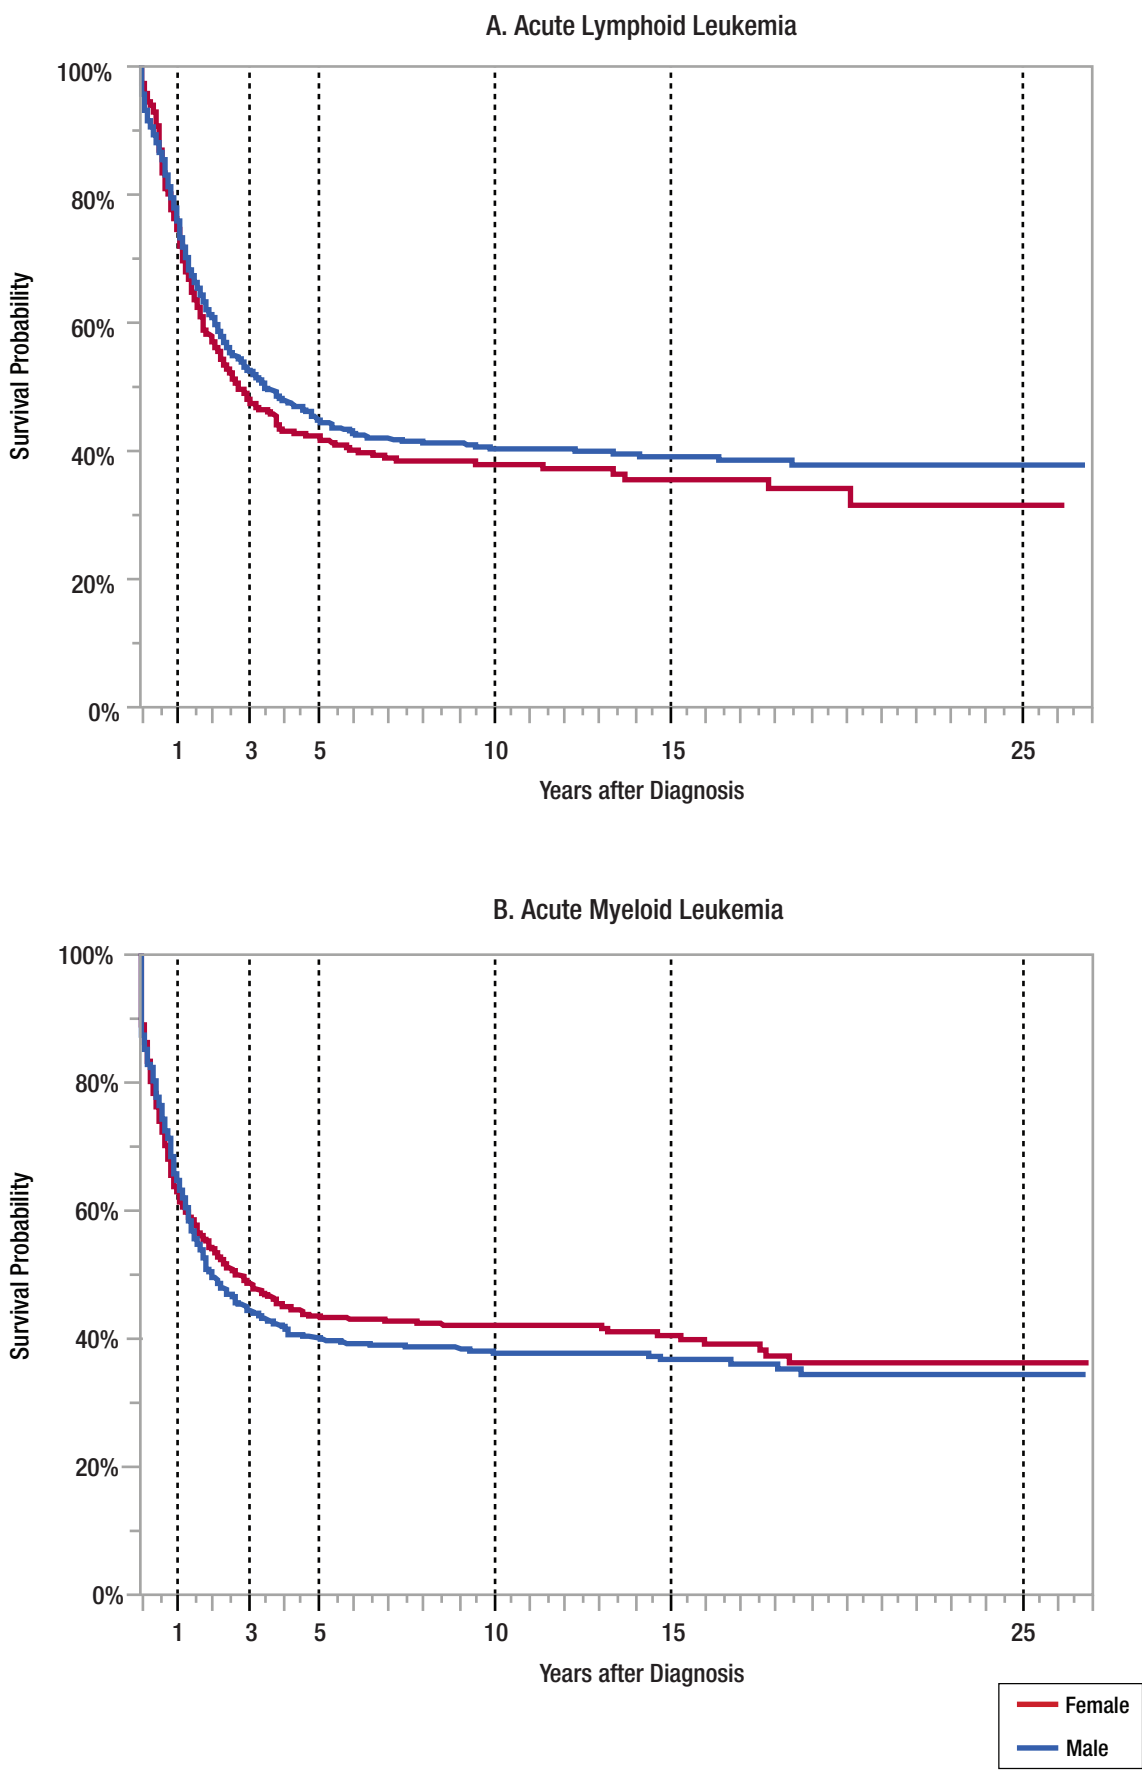 A. Acute Lymphoid Leukemia
100%
80%
60%
40%
20%
0%
Survival Probability
1 3 5 10 15 25
Years after Diagnosis
B. Acute Myeloid Leukemia
100%
80%
60%
40%
20%
0%
Survival Probability
1 3 5 10 15 25
Years after Diagnosis
Female
Male